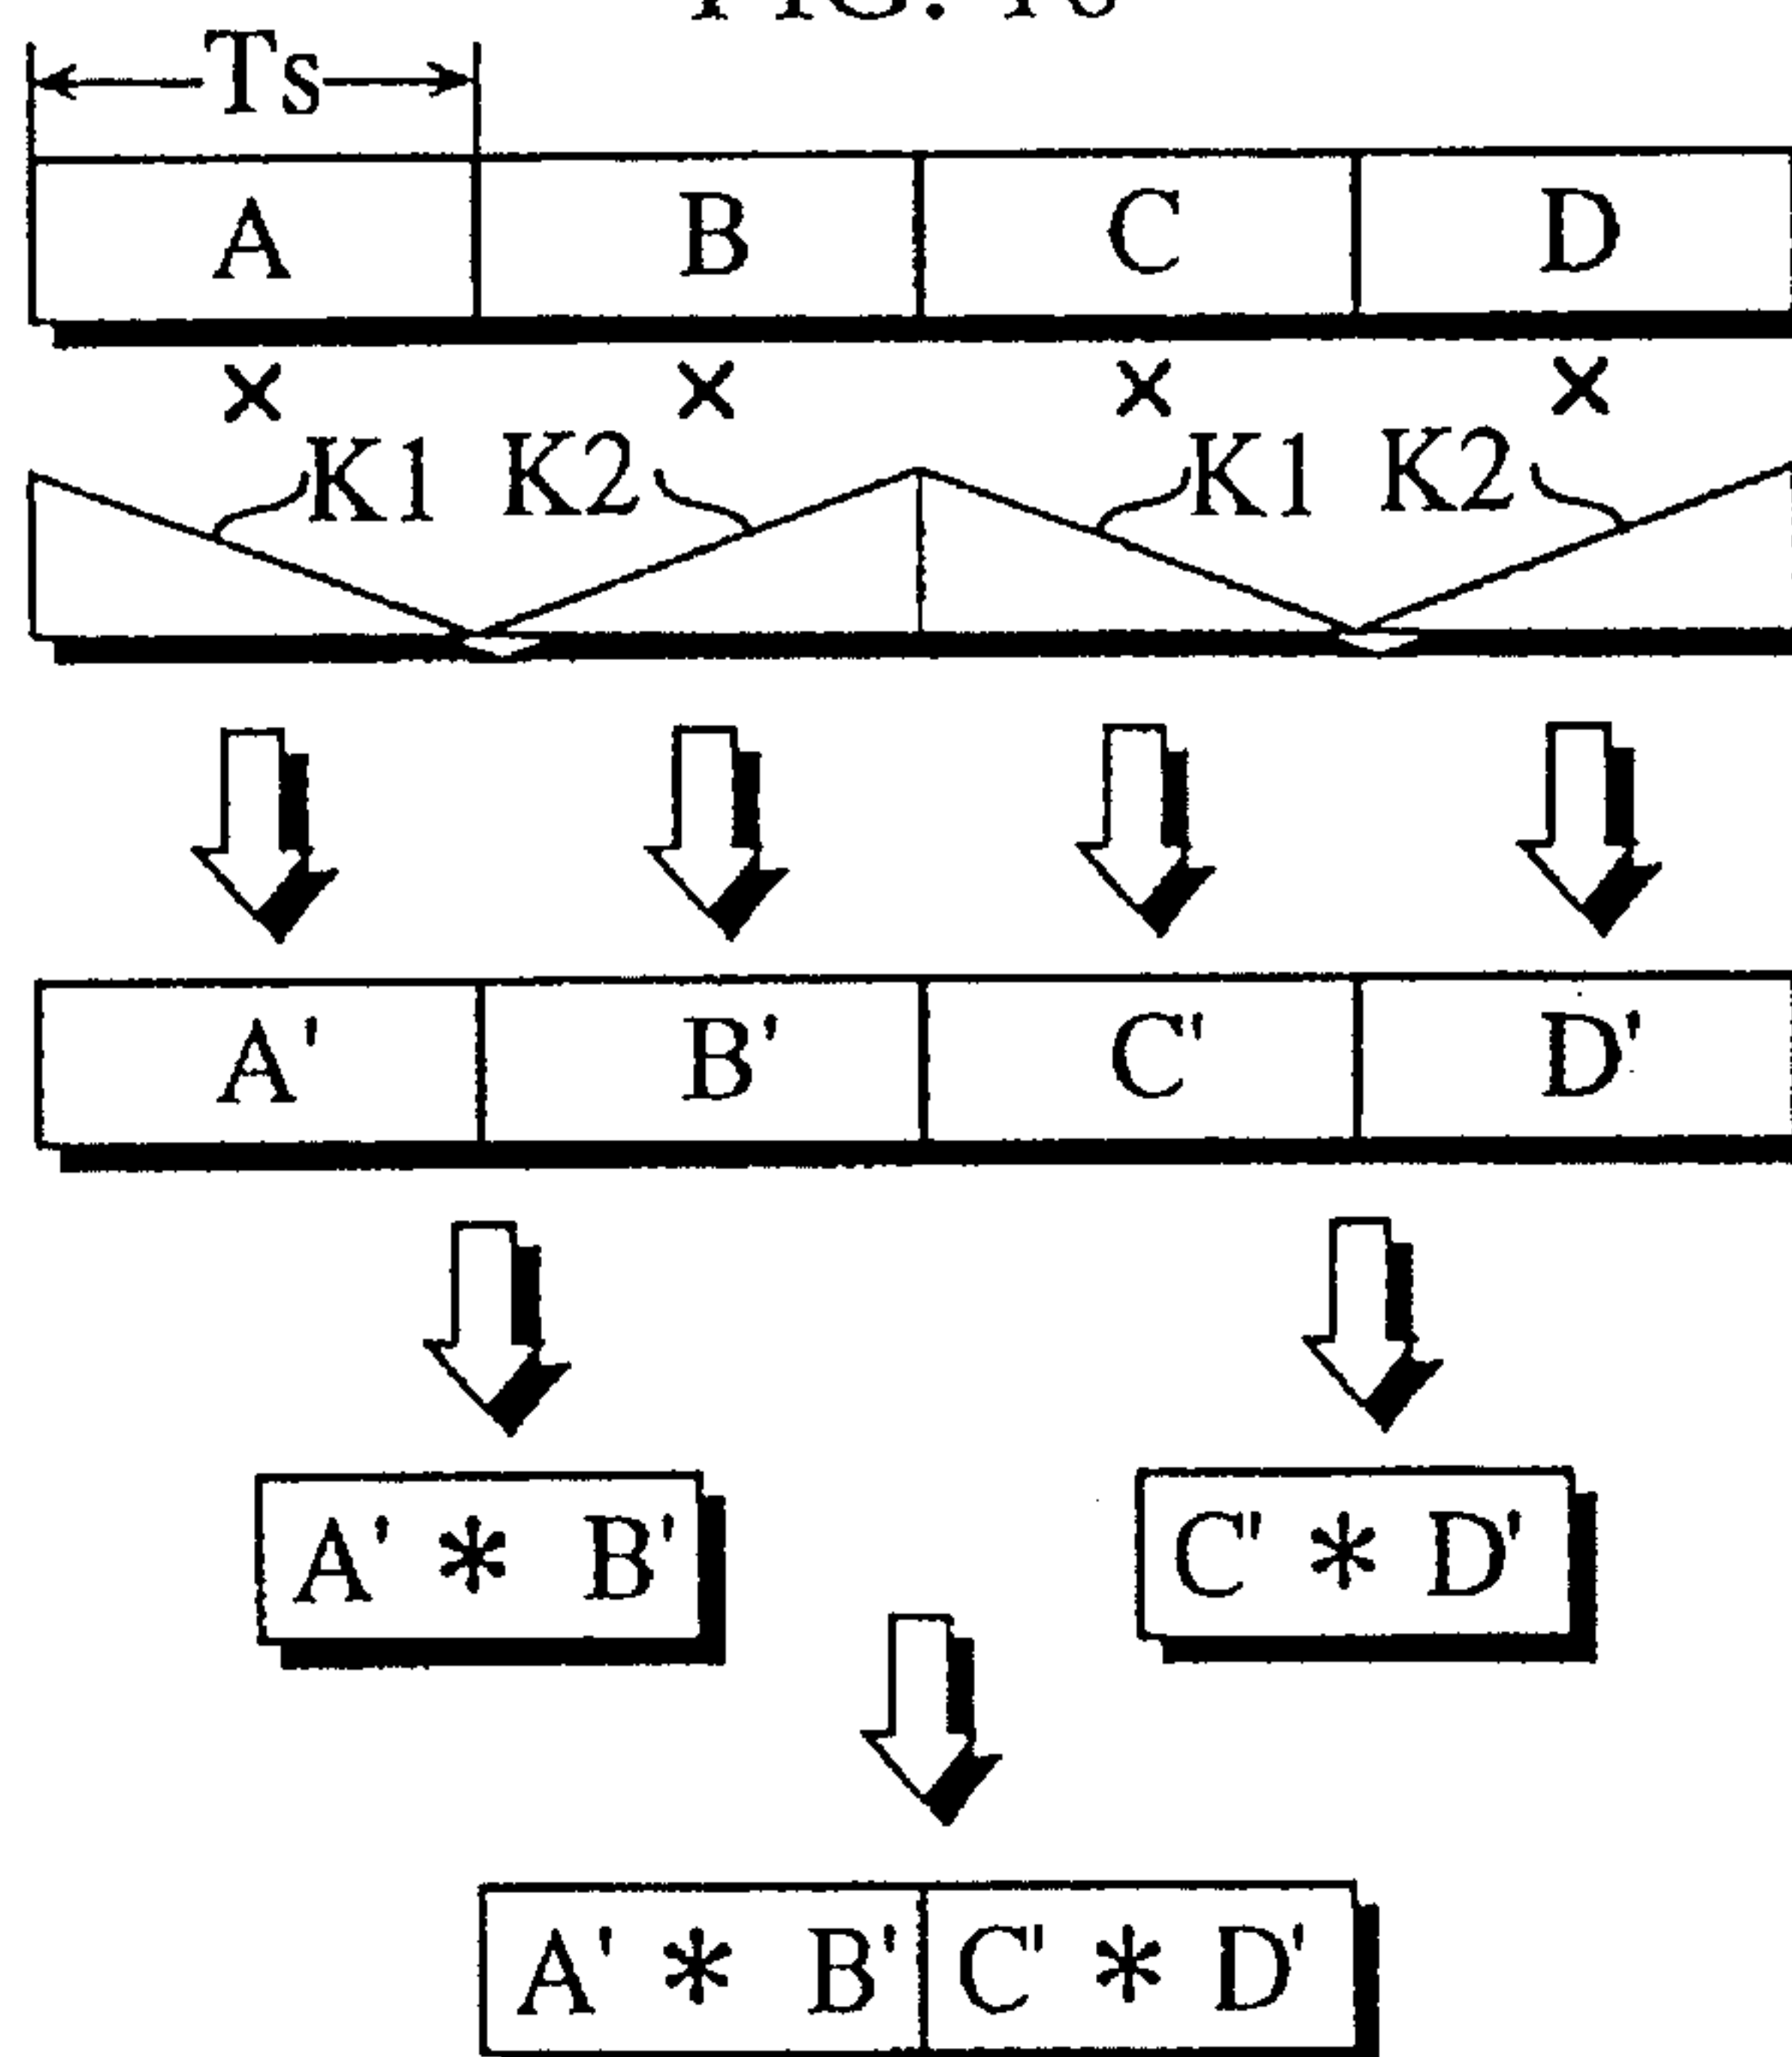 Ts
A B C D
× × × ×
K1 K2 K1 K2
A' B' C' D'
A' * B' C' * D'
A' * B' C' * D'